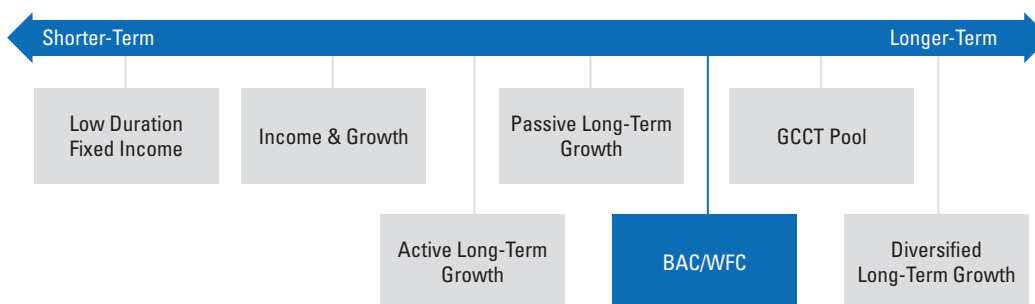 Shorter-Term
Longer-Term
Low Duration
Fixed Income
Income & Growth
Passive Long-Term
Growth
GCCT Pool
Active Long-Term
Growth
BAC/WFC
Diversified
Long-Term Growth